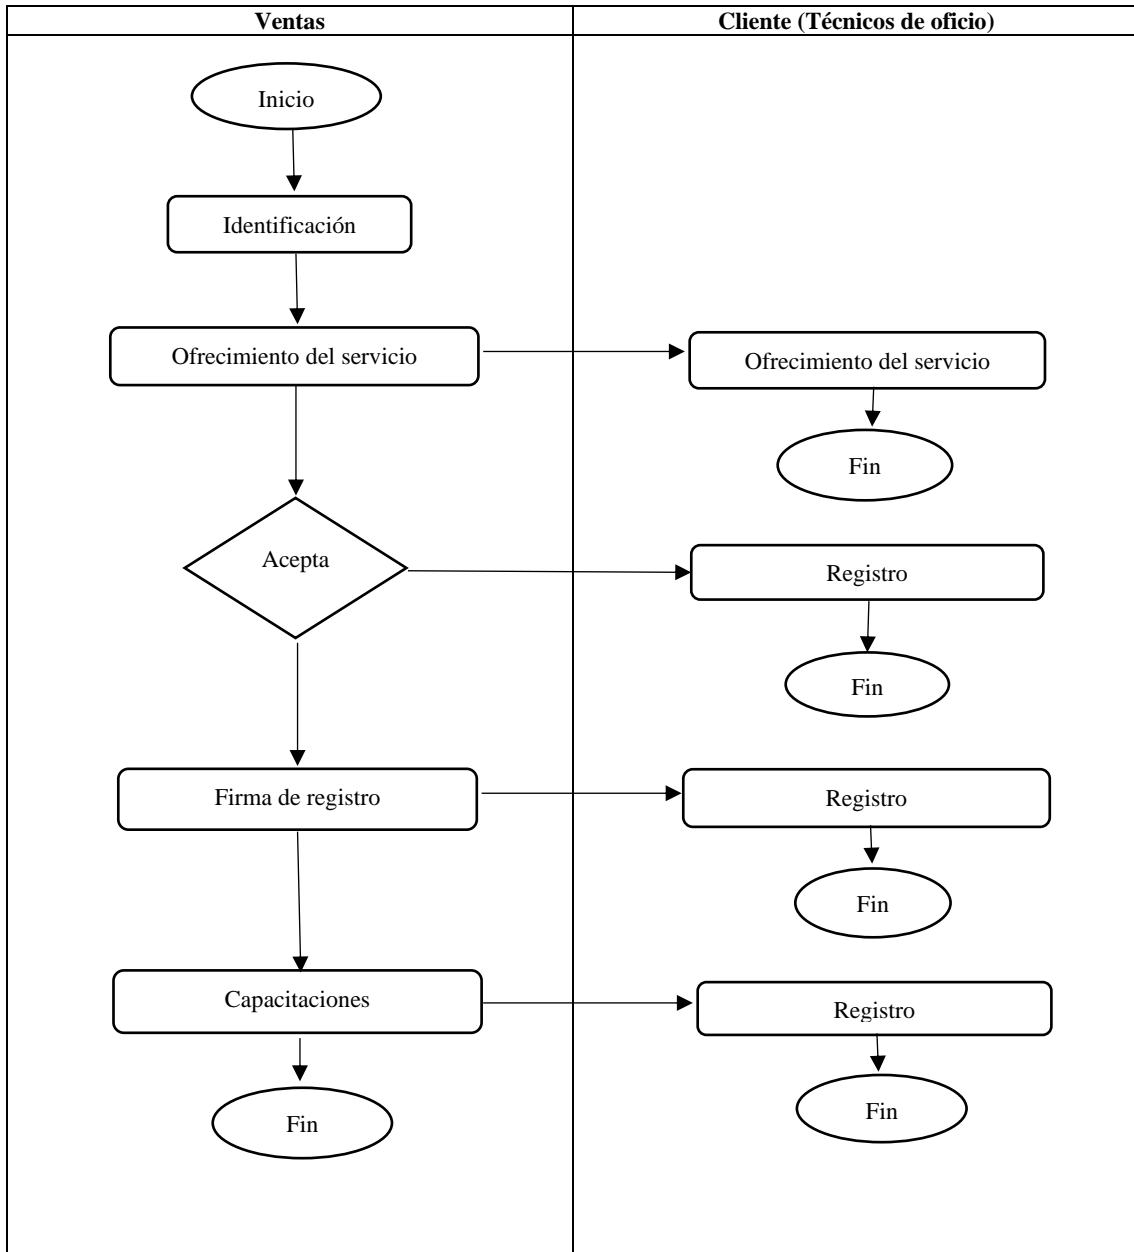 Ventas
Cliente (Técnicos de oficio)
Inicio
Identificación
Ofrecimiento del servicio
Ofrecimiento del servicio
Fin
Acepta
Registro
Fin
Firma de registro
Registro
Fin
Capacitaciones
Registro
Fin
Fin